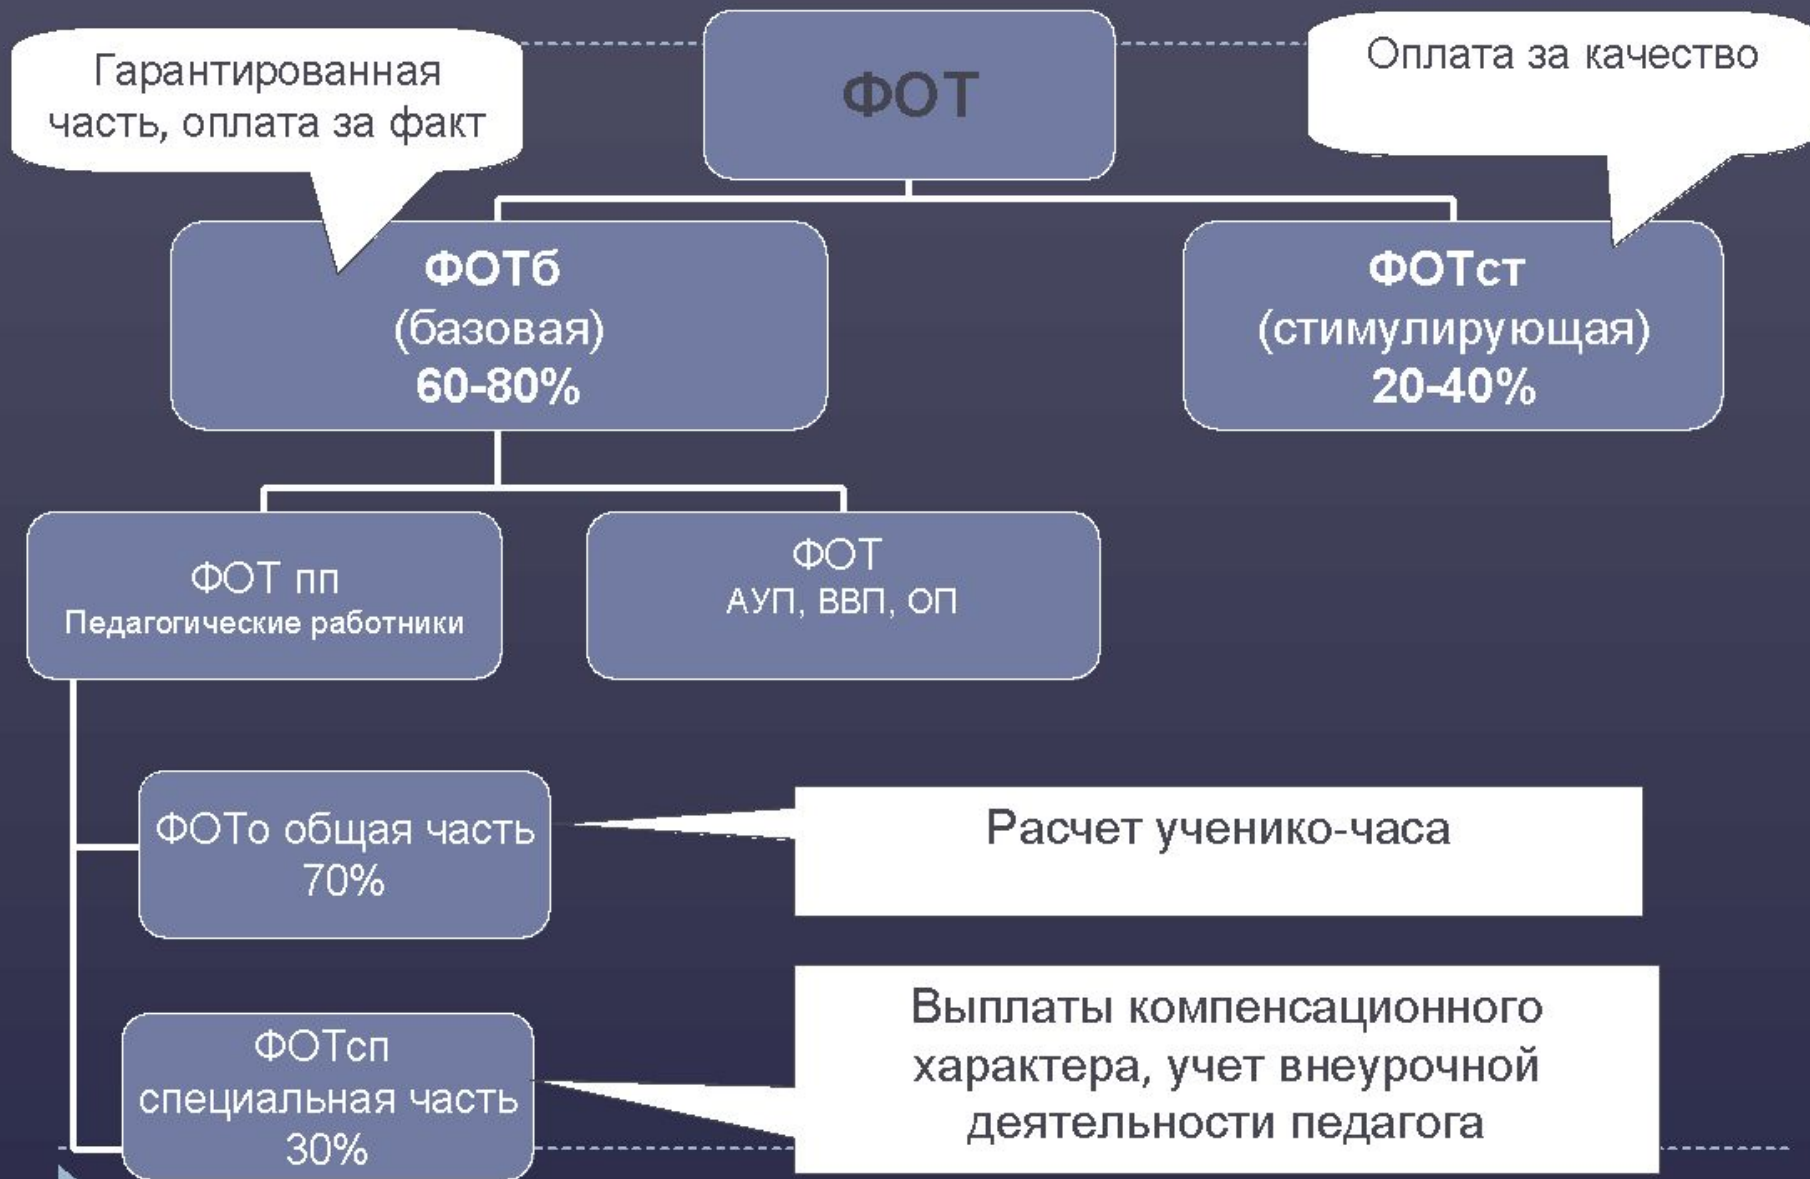 Гарантированная
часть, оплата за факт
ФОТ
Оплата за качество
ФОТб
(базовая)
60-80%
ФОТст
(стимулирующая)
20-40%
ФОТ пп
Педагогические работники
ФОТ
АУП, ВВП, ОП
ФОТо общая часть
70%
Расчет ученико-часа
ФОТсп
специальная часть
30%
Выплаты компенсационного
характера, учет внеурочной
деятельности педагога